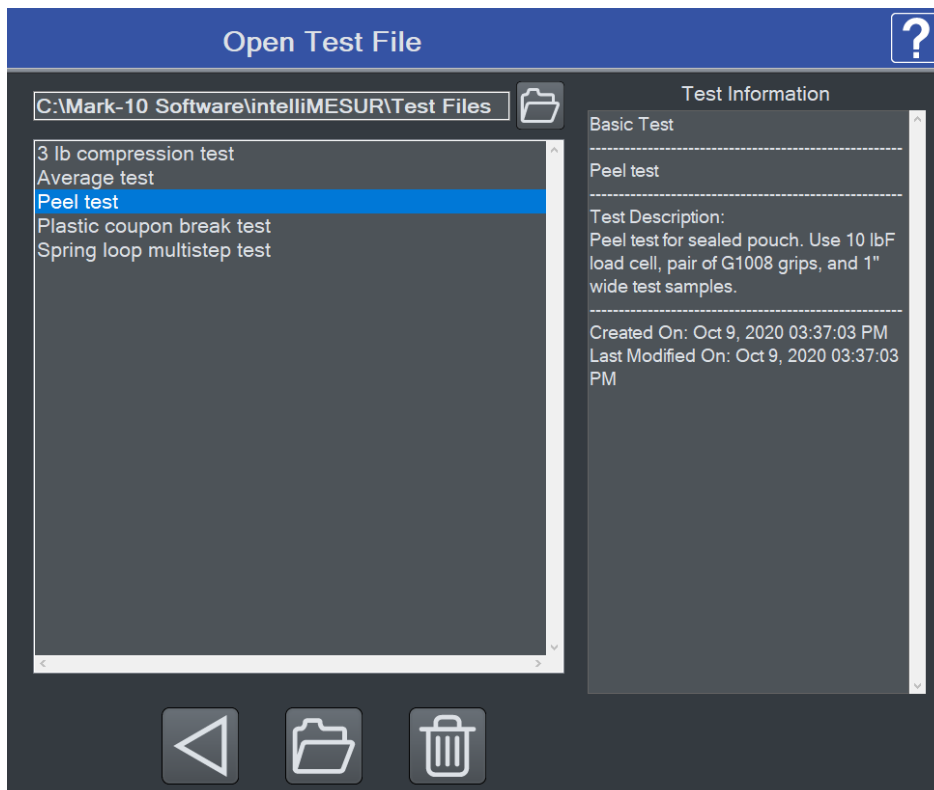 Open Test File
?
C:\Mark-10 Software\intelliMESUR\Test Files
3 lb compression test
Average test
Peel test
Plastic coupon break test
Spring loop multistep test
Test Information
Basic Test
----------------------------------------------------
Peel test
----------------------------------------------------
Test Description:
Peel test for sealed pouch. Use 10 lbF
load cell, pair of G1008 grips, and 1"
wide test samples.
----------------------------------------------------
Created On: Oct 9, 2020 03:37:03 PM
Last Modified On: Oct 9, 2020 03:37:03
PM